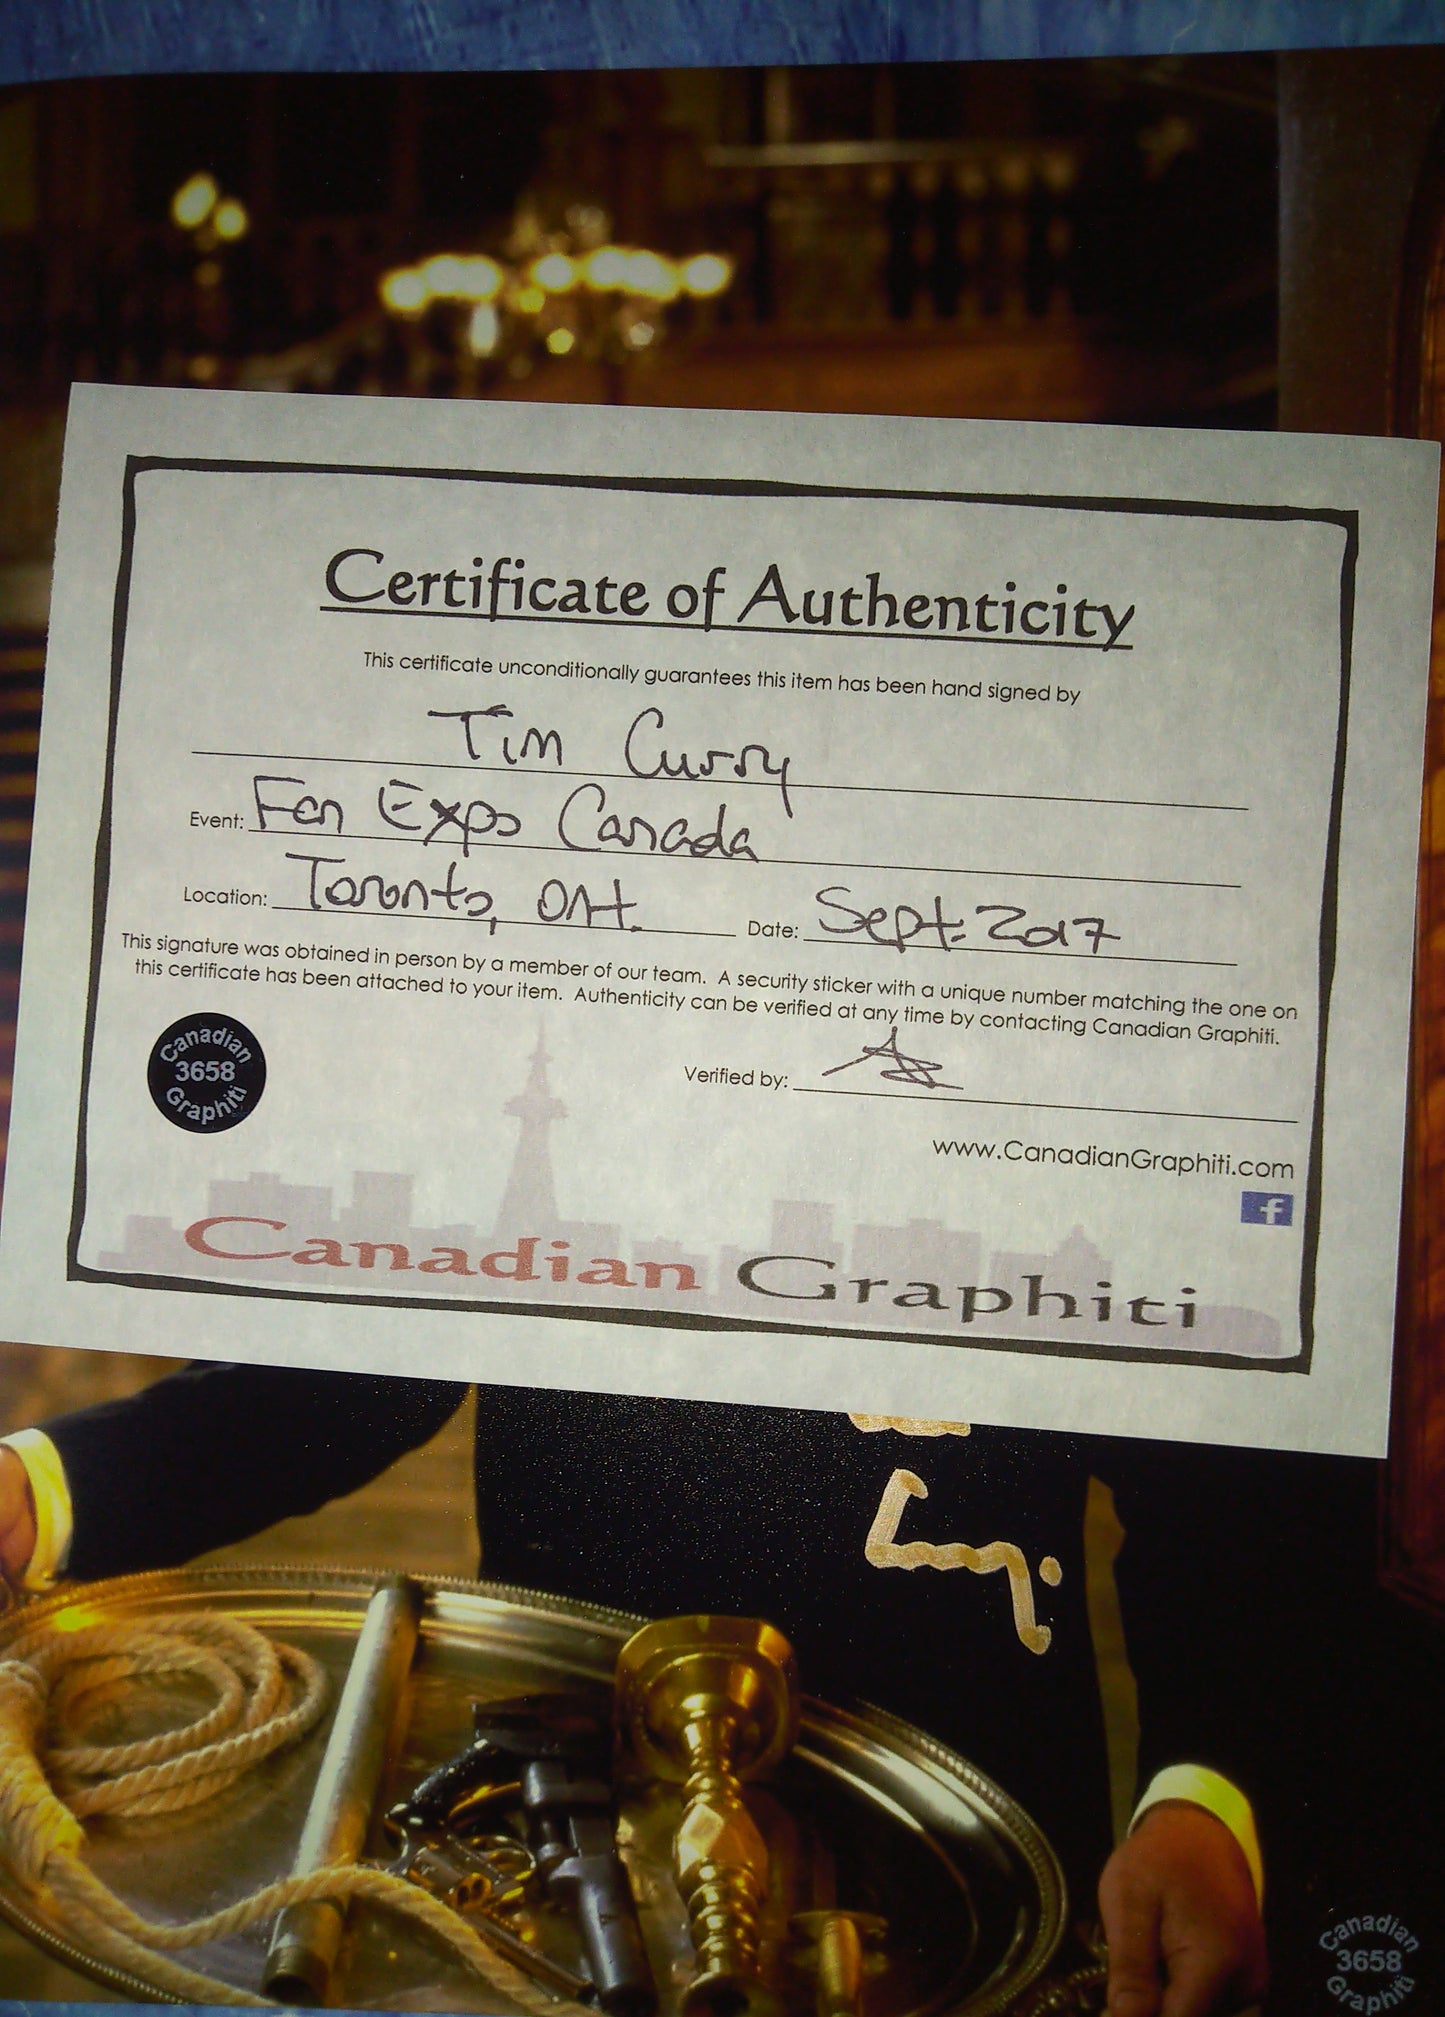 Certificate of Authenticity
This certificate unconditionally guarantees this item has been hand signed by
Tim Curry
Event: Fan Expo Canada
Location: Toronto, Ont. Date: Sept. 2017
This signature was obtained in person by a member of our team. A security sticker with a unique number matching the one on
this certificate has been attached to your item. Authenticity can be verified at any time by contacting Canadian Graphiti.
Canadian
3658
Graphiti
Verified by:
www.CanadianGraphiti.com
f
Canadian Graphiti
Curry.
Canadian
3658
Graphiti